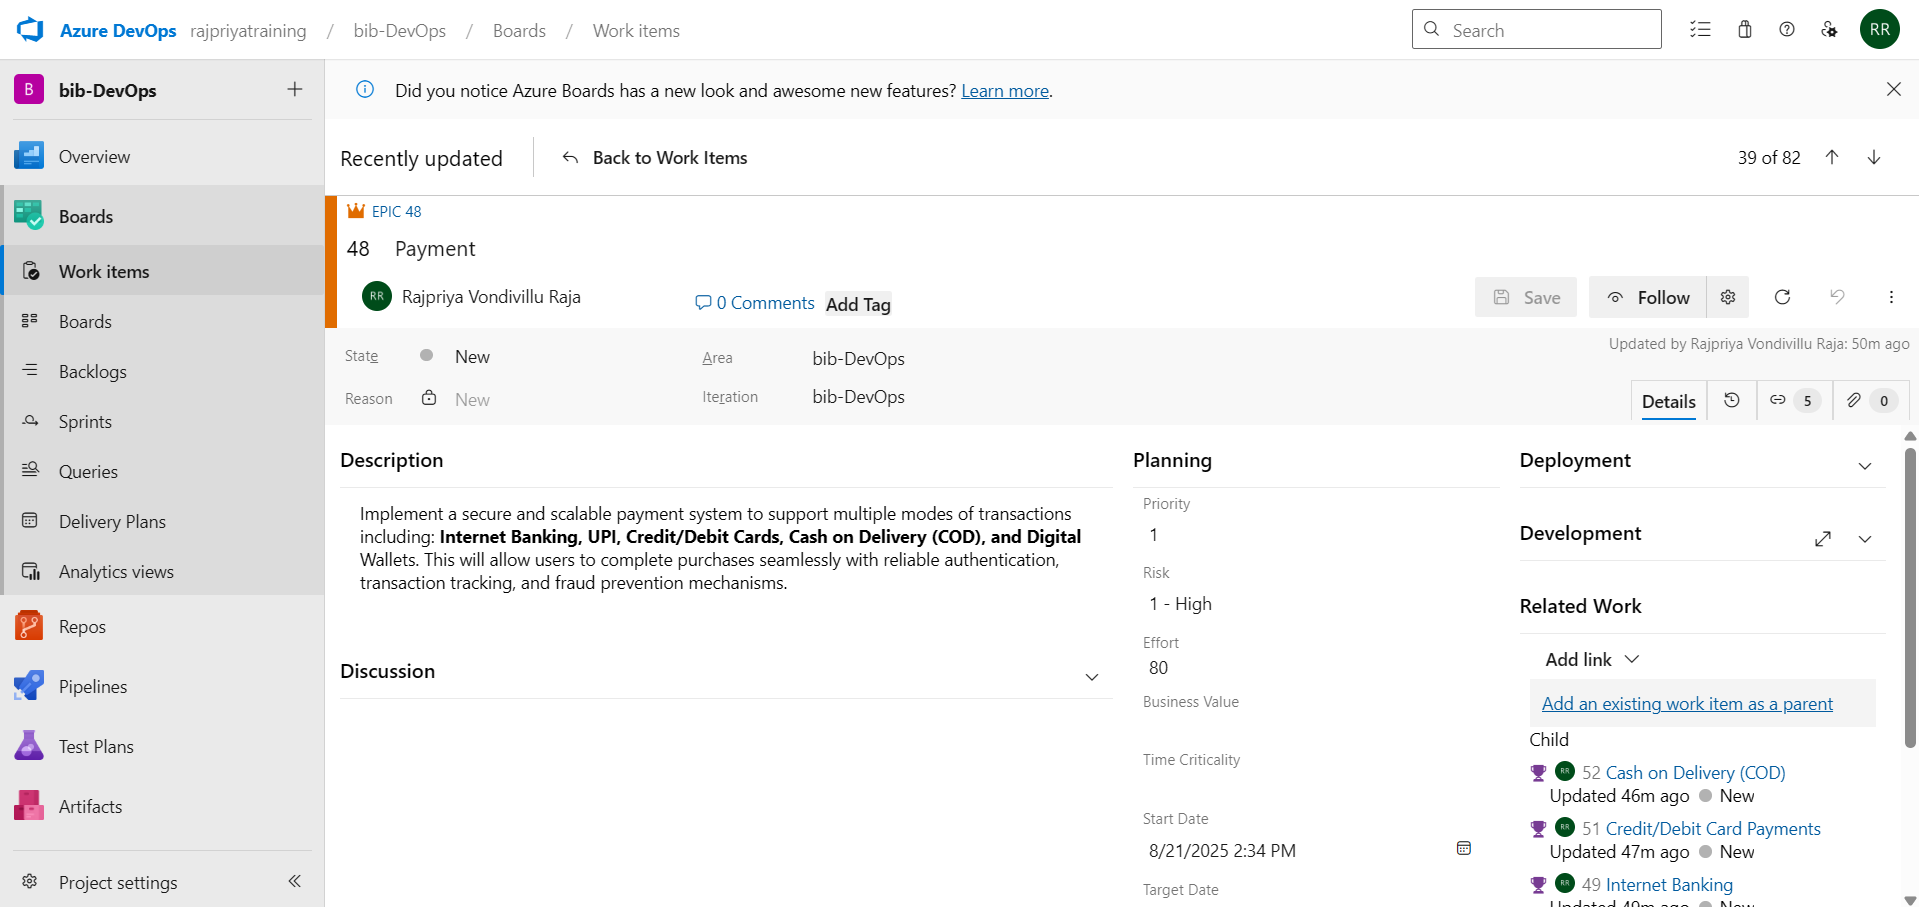 Azure DevOps rajpriyatraining / bib-DevOps / Boards / Work items
Search
RR
B bib-DevOps
Overview
Boards
Work items
Boards
Backlogs
Sprints
Queries
Delivery Plans
Analytics views
Repos
Pipelines
Test Plans
Artifacts
Project settings
Did you notice Azure Boards has a new look and awesome new features? Learn more.
Recently updated
Back to Work Items
39 of 82
EPIC 48
48 Payment
RR Rajpriya Vondivillu Raja
0 Comments
Add Tag
Save
Follow
State New
Area bib-DevOps
Updated by Rajpriya Vondivillu Raja: 50m ago
Reason New
Iteration bib-DevOps
Details
5
0
Description
Implement a secure and scalable payment system to support multiple modes of transactions
including: Internet Banking, UPI, Credit/Debit Cards, Cash on Delivery (COD), and Digital
Wallets. This will allow users to complete purchases seamlessly with reliable authentication,
transaction tracking, and fraud prevention mechanisms.
Discussion
Planning
Priority
1
Risk
1 - High
Effort
80
Business Value
Time Criticality
Start Date
8/21/2025 2:34 PM
Target Date
Deployment
Development
Related Work
Add link
Add an existing work item as a parent
Child
RR 52 Cash on Delivery (COD)
Updated 46m ago New
RR 51 Credit/Debit Card Payments
Updated 47m ago New
RR 49 Internet Banking
Updated 49m ago New